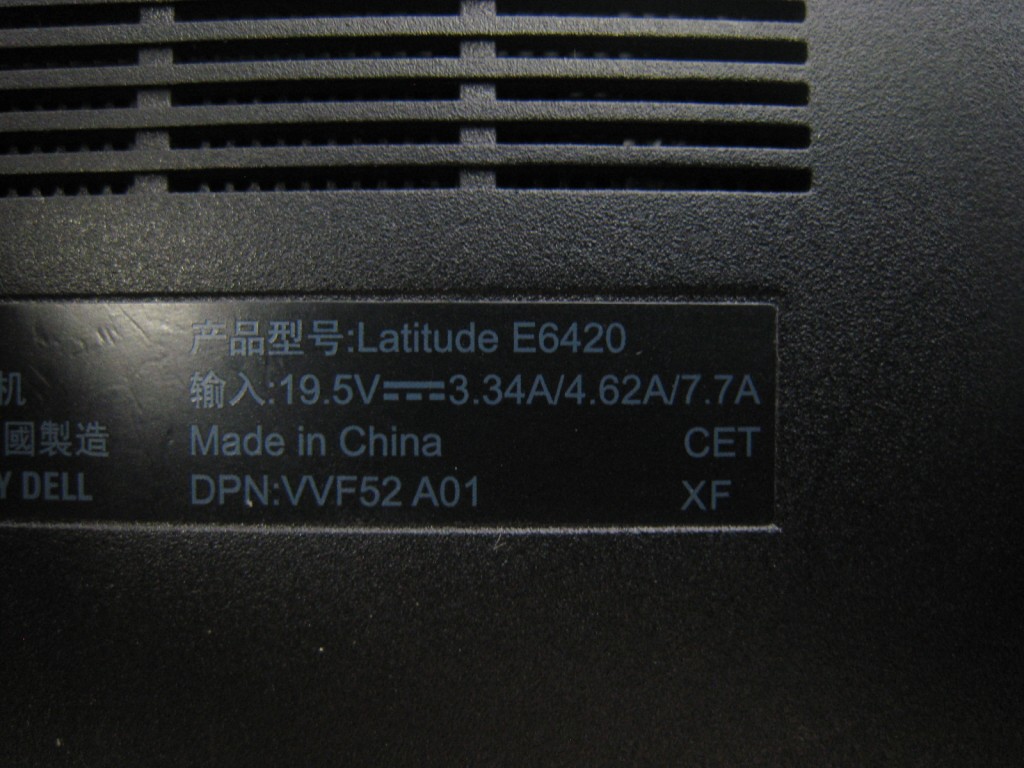 产品型号:Latitude E6420
机 输入:19.5V⎓3.34A/4.62A/7.7A
國製造 Made in China CET
Y DELL DPN:VVF52 A01 XF